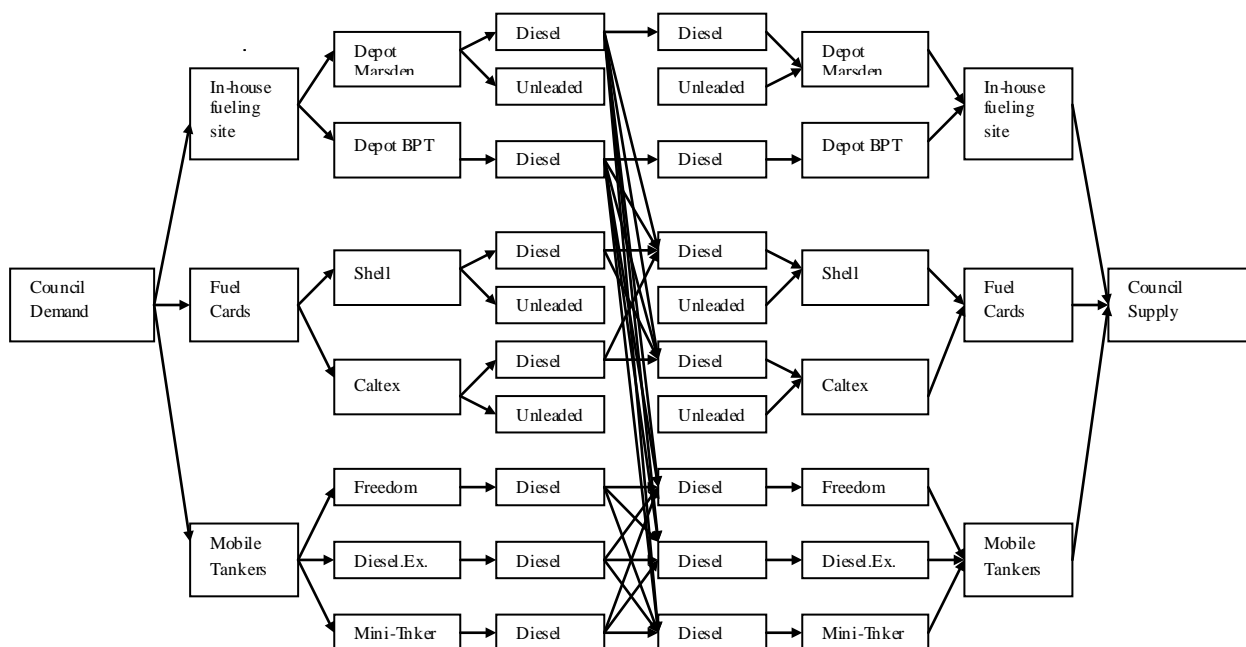 Council
Demand
In-house
fueling
site
Fuel
Cards
Mobile
Tankers
Depot
Marsden
Depot BPT
Shell
Caltex
Freedom
Diesel.Ex.
Mini-Tnker
Diesel
Unleaded
Diesel
Diesel
Unleaded
Diesel
Unleaded
Diesel
Diesel
Diesel
Diesel
Unleaded
Diesel
Diesel
Unleaded
Diesel
Unleaded
Diesel
Diesel
Diesel
Depot
Marsden
Depot BPT
Shell
Caltex
Freedom
Diesel.Ex.
Mini-Tnker
In-house
fueling
site
Fuel
Cards
Mobile
Tankers
Council
Supply